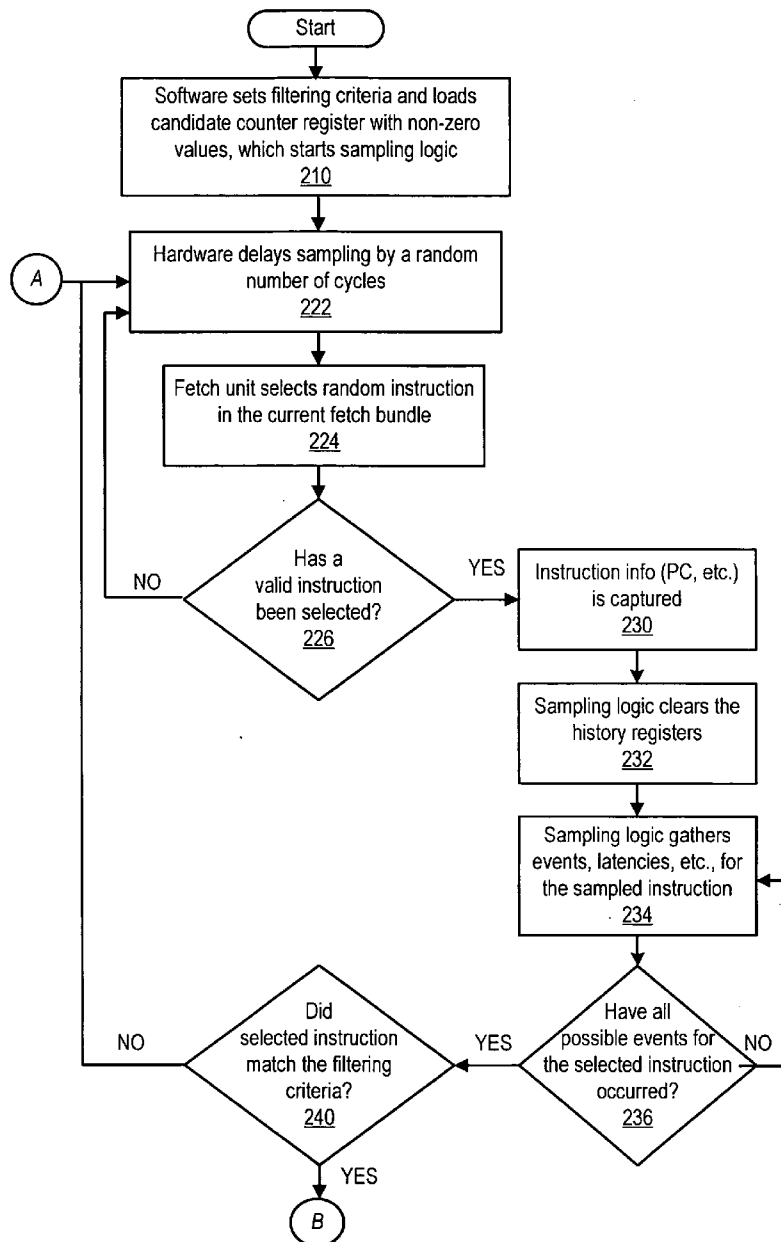 Start
Software sets filtering criteria and loads
candidate counter register with non-zero
values, which starts sampling logic
210
A
Hardware delays sampling by a random
number of cycles
222
Fetch unit selects random instruction
in the current fetch bundle
224
NO
Has a
valid instruction
been selected?
226
YES
Instruction info (PC, etc.)
is captured
230
Sampling logic clears the
history registers
232
Sampling logic gathers
events, latencies, etc., for
the sampled instruction
234
NO
Did
selected instruction
match the filtering
criteria?
240
YES
Have all
possible events for
the selected instruction
occurred?
236
NO
YES
B